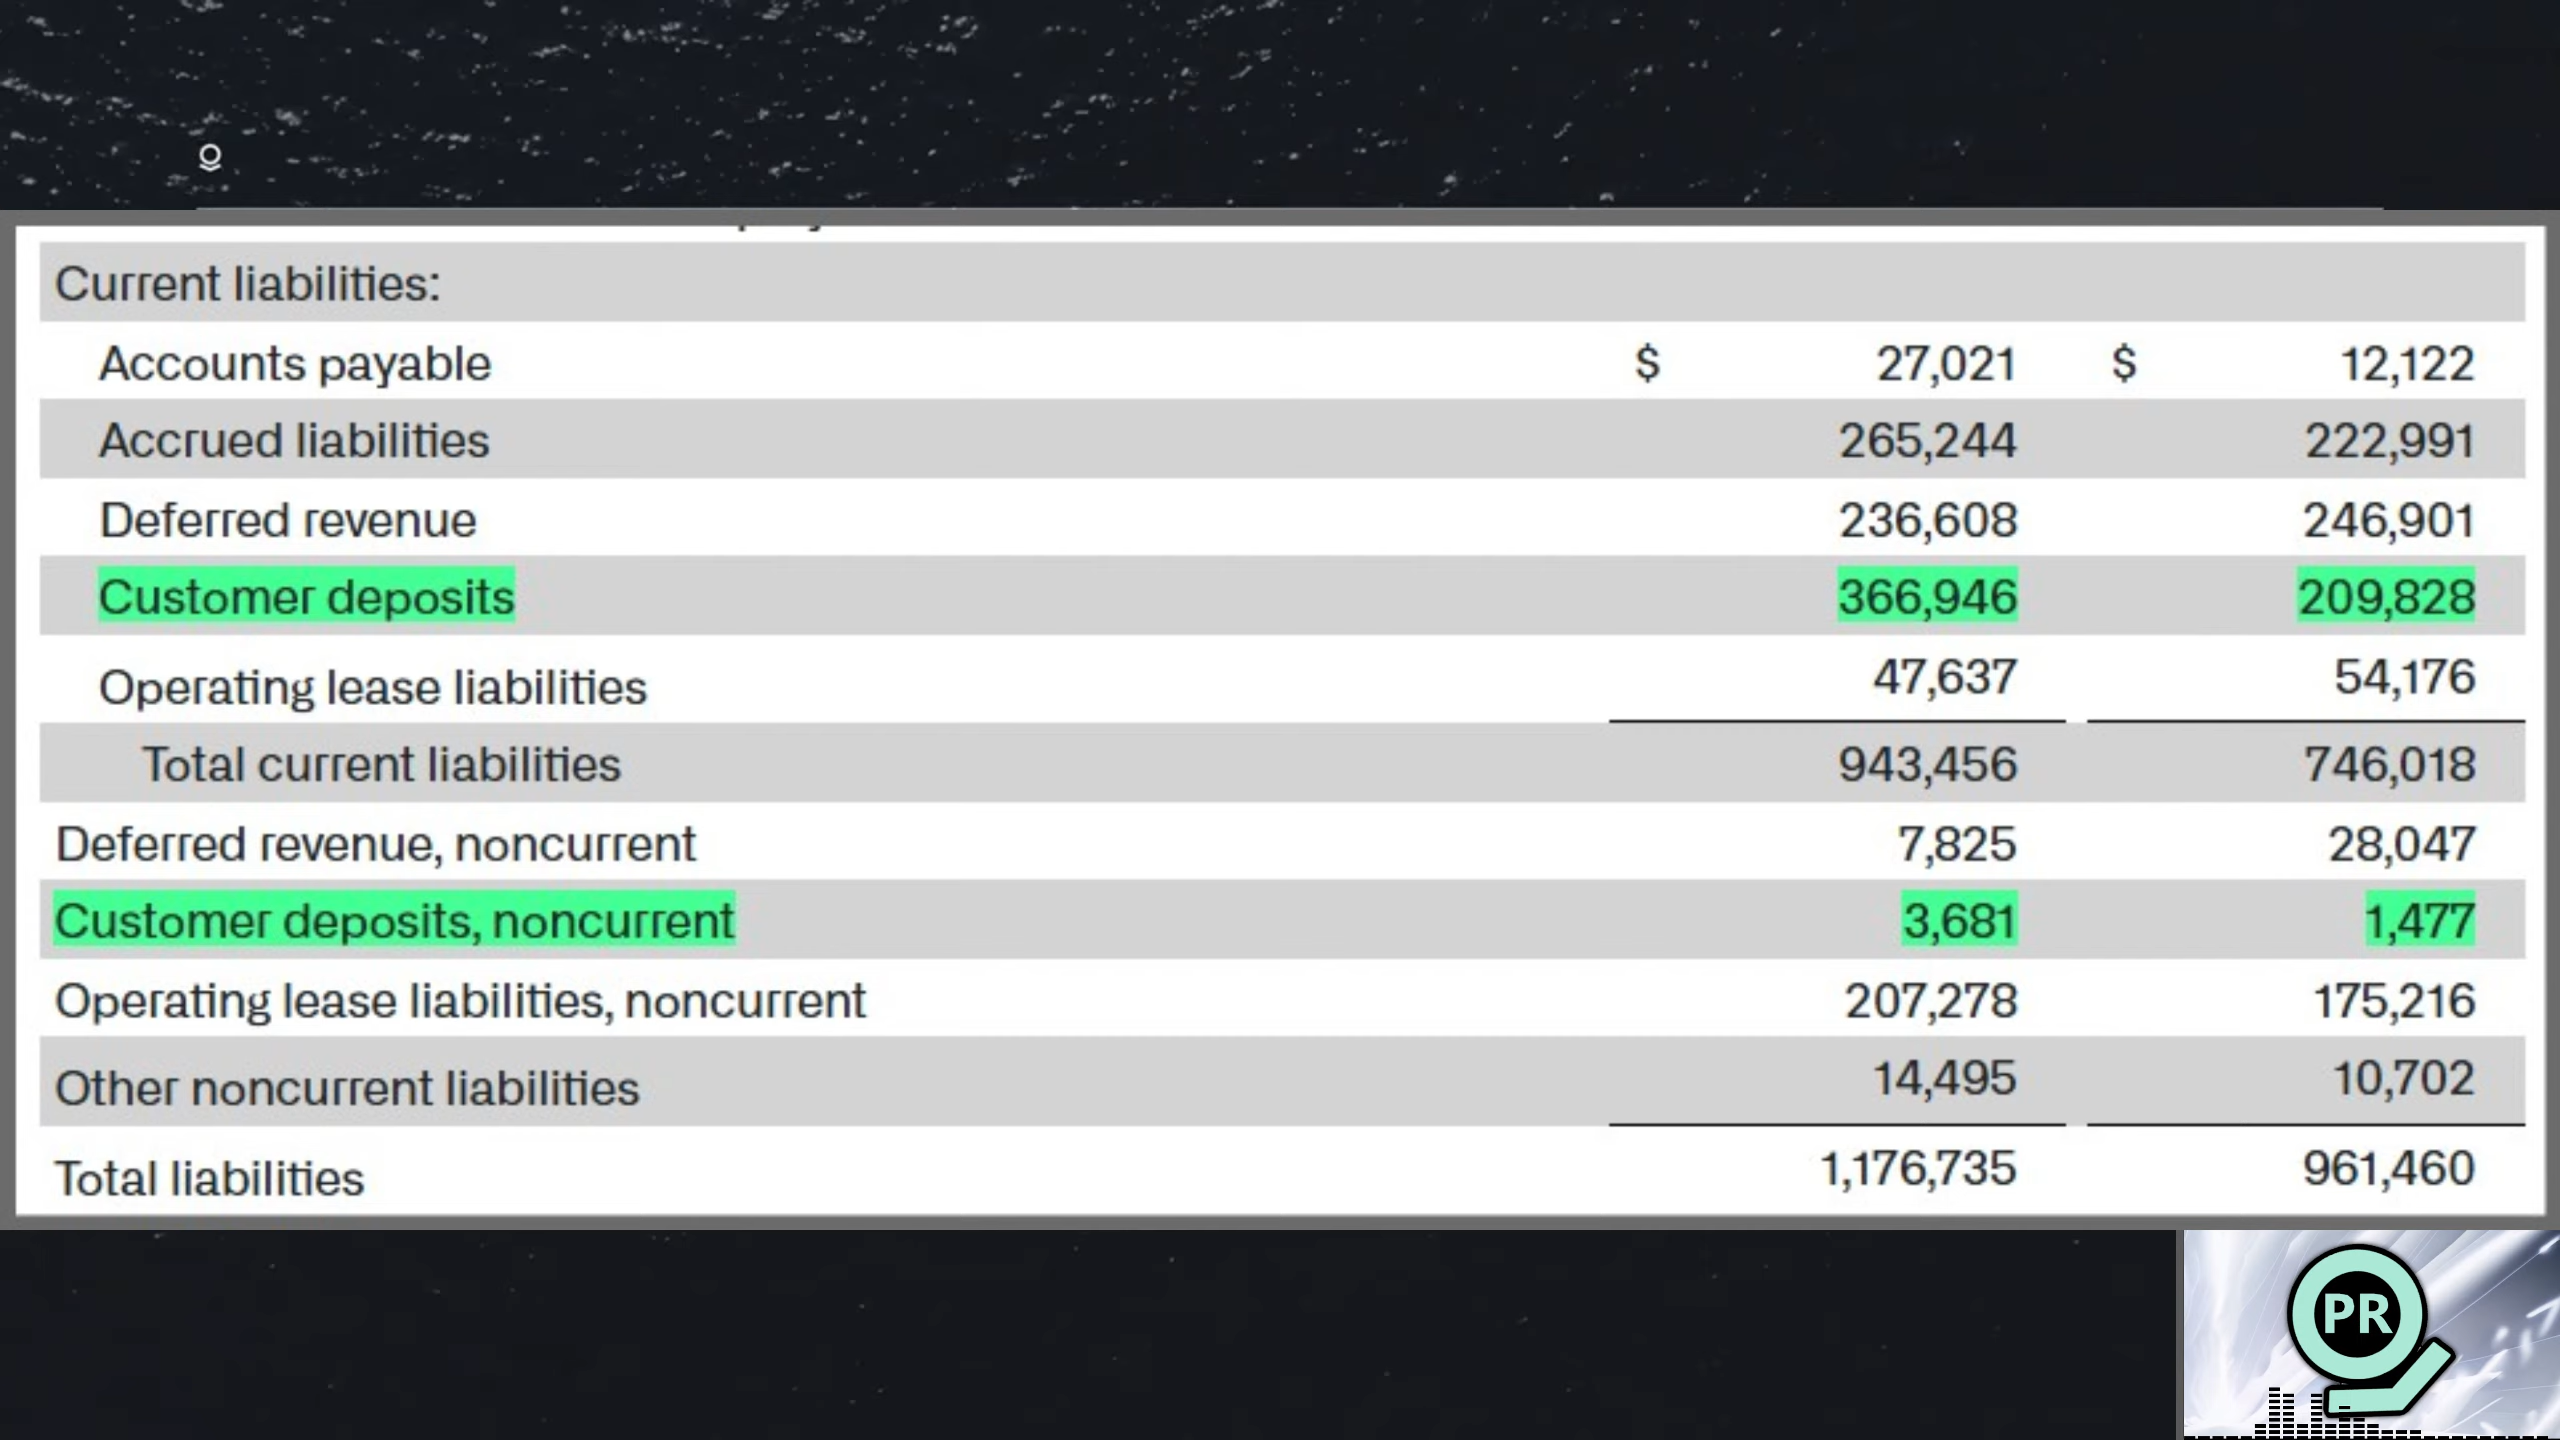 Current liabilities:
Accounts payable $ 27,021 $ 12,122
Accrued liabilities 265,244 222,991
Deferred revenue 236,608 246,901
Customer deposits 366,946 209,828
Operating lease liabilities 47,637 54,176
Total current liabilities 943,456 746,018
Deferred revenue, noncurrent 7,825 28,047
Customer deposits, noncurrent 3,681 1,477
Operating lease liabilities, noncurrent 207,278 175,216
Other noncurrent liabilities 14,495 10,702
Total liabilities 1,176,735 961,460
PR